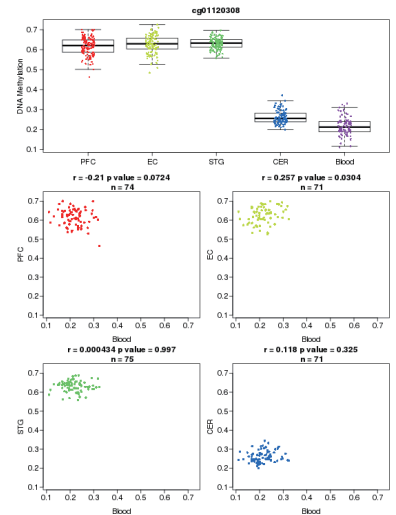 cg01120308
DNA Methylation
0.7
0.6
0.5
0.4
0.3
0.2
0.1
PFC EC STG CER Blood
r = -0.21 p value = 0.0724
n = 74
PFC
0.7
0.6
0.5
0.4
0.3
0.2
0.1
0.1 0.2 0.3 0.4 0.5 0.6 0.7
Blood
r = 0.257 p value = 0.0304
n = 71
EC
0.7
0.6
0.5
0.4
0.3
0.2
0.1
0.1 0.2 0.3 0.4 0.5 0.6 0.7
Blood
r = 0.000434 p value = 0.997
n = 75
STG
0.7
0.6
0.5
0.4
0.3
0.2
0.1
0.1 0.2 0.3 0.4 0.5 0.6 0.7
Blood
r = 0.118 p value = 0.325
n = 71
CER
0.7
0.6
0.5
0.4
0.3
0.2
0.1
0.1 0.2 0.3 0.4 0.5 0.6 0.7
Blood